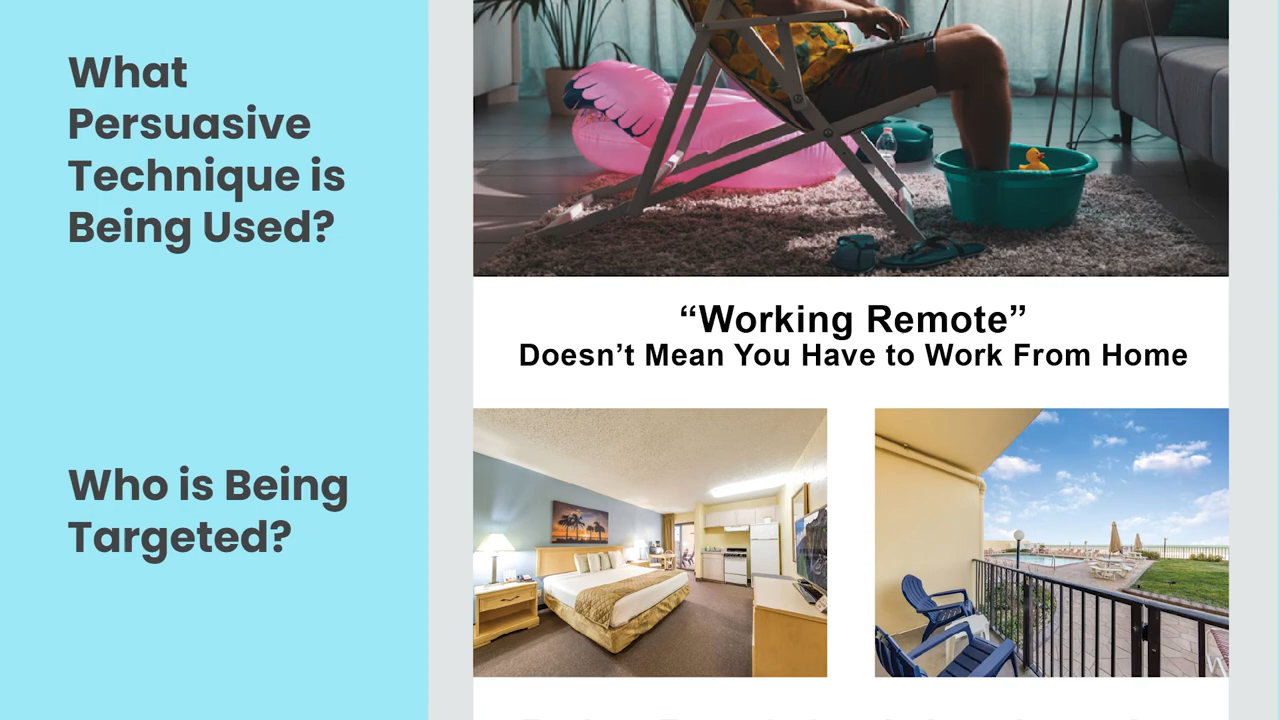 What
Persuasive
Technique is
Being Used?
Who is Being
Targeted?
“Working Remote”
Doesn’t Mean You Have to Work From Home